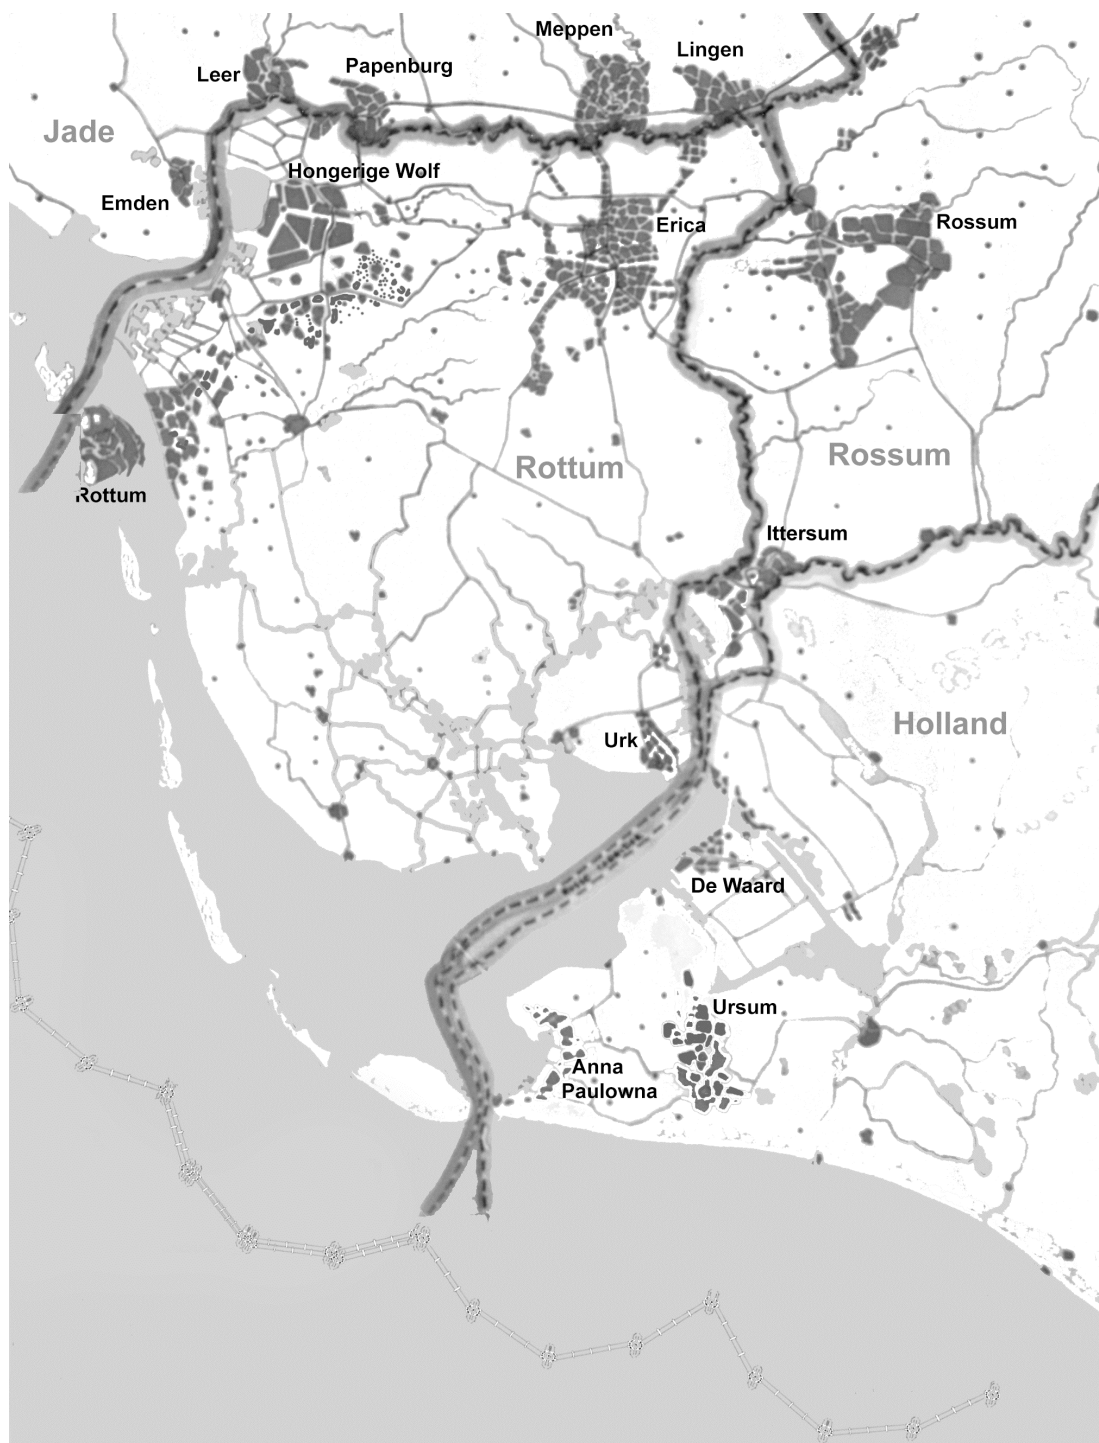 Meppen
Lingen
Leer
Papenburg
Jade
Hongerige Wolf
Emden
Erica
Rossum
Rottum
Rossum
Rottum
Ittersum
Holland
Urk
De Waard
Ursum
Anna
Paulowna